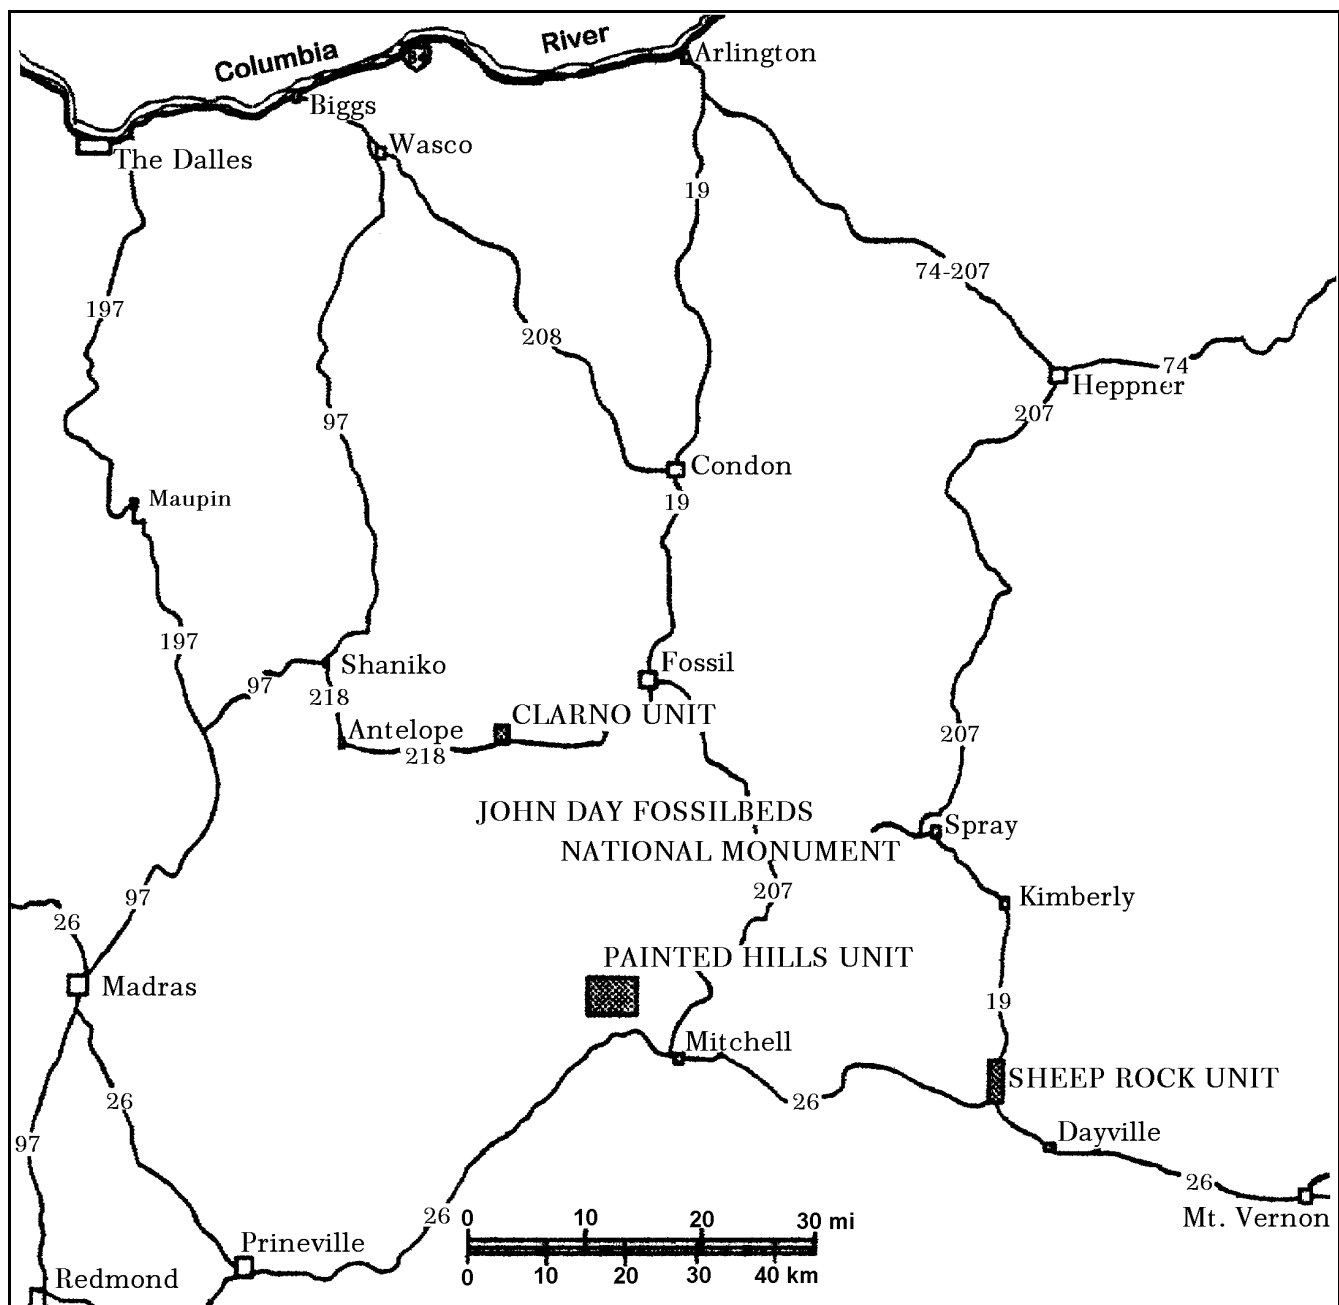 Columbia
River
Arlington
84
Biggs
Wasco
The Dalles
19
74-207
197
208
74
Heppner
207
97
Condon
19
Maupin
197
Fossil
Shaniko
97
218
CLARNO UNIT
Antelope
218
207
JOHN DAY FOSSILBEDS
Spray
NATIONAL MONUMENT
207
97
Kimberly
26
PAINTED HILLS UNIT
Madras
19
Mitchell
SHEEP ROCK UNIT
26
26
97
Dayville
26
Mt. Vernon
26
0 10 20 30 mi
Prineville
0 10 20 30 40 km
Redmond